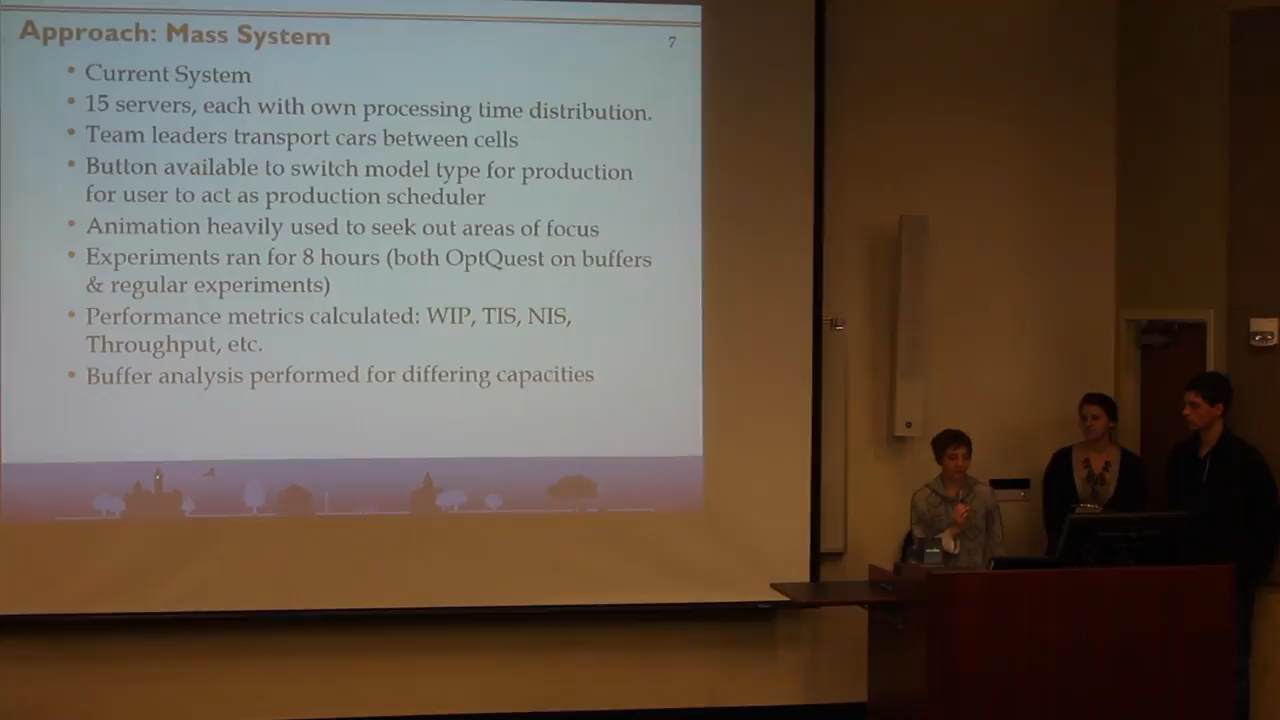 Approach: Mass System
7
• Current System
• 15 servers, each with own processing time distribution.
• Team leaders transport cars between cells
• Button available to switch model type for production
for user to act as production scheduler
• Animation heavily used to seek out areas of focus
• Experiments ran for 8 hours (both OptQuest on buffers
& regular experiments)
• Performance metrics calculated: WIP, TIS, NIS,
Throughput, etc.
• Buffer analysis performed for differing capacities